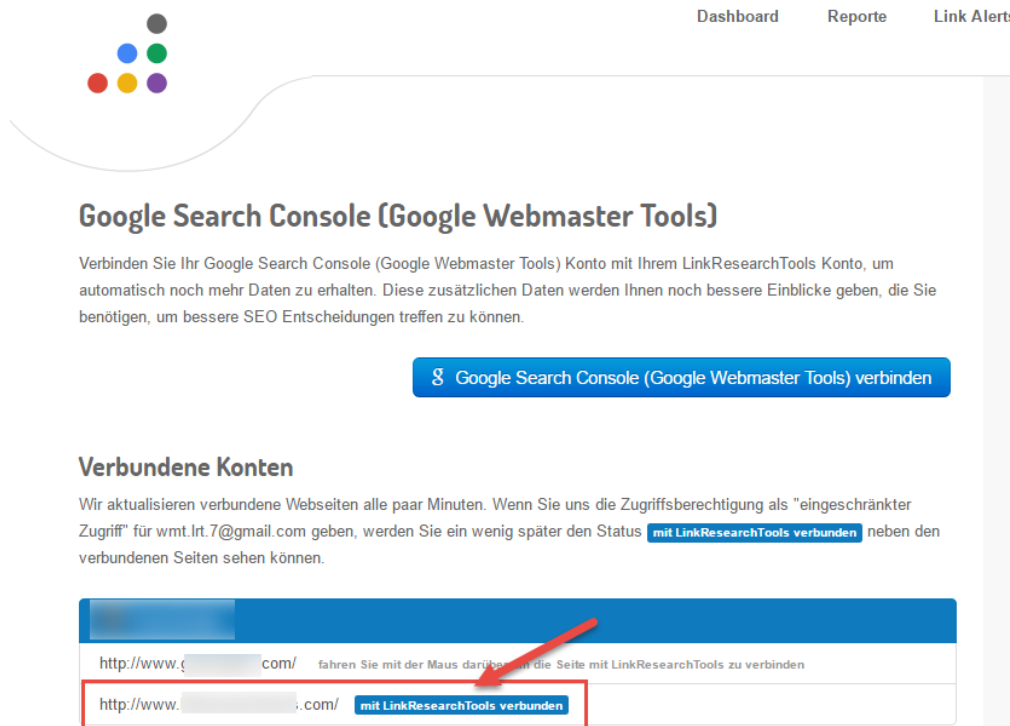 Dashboard Reporte Link Alerts
Google Search Console (Google Webmaster Tools)
Verbinden Sie Ihr Google Search Console (Google Webmaster Tools) Konto mit Ihrem LinkResearchTools Konto, um
automatisch noch mehr Daten zu erhalten. Diese zusätzlichen Daten werden Ihnen noch bessere Einblicke geben, die Sie
benötigen, um bessere SEO Entscheidungen treffen zu können.
g Google Search Console (Google Webmaster Tools) verbinden
Verbundene Konten
Wir aktualisieren verbundene Webseiten alle paar Minuten. Wenn Sie uns die Zugriffsberechtigung als "eingeschränkter
Zugriff" für wmt.lrt.7@gmail.com geben, werden Sie ein wenig später den Status mit LinkResearchTools verbunden neben den
verbundenen Seiten sehen können.
http://www.g com/ fahren Sie mit der Maus darüber die Seite mit LinkResearchTools zu verbinden
http://www. .com/ mit LinkResearchTools verbunden